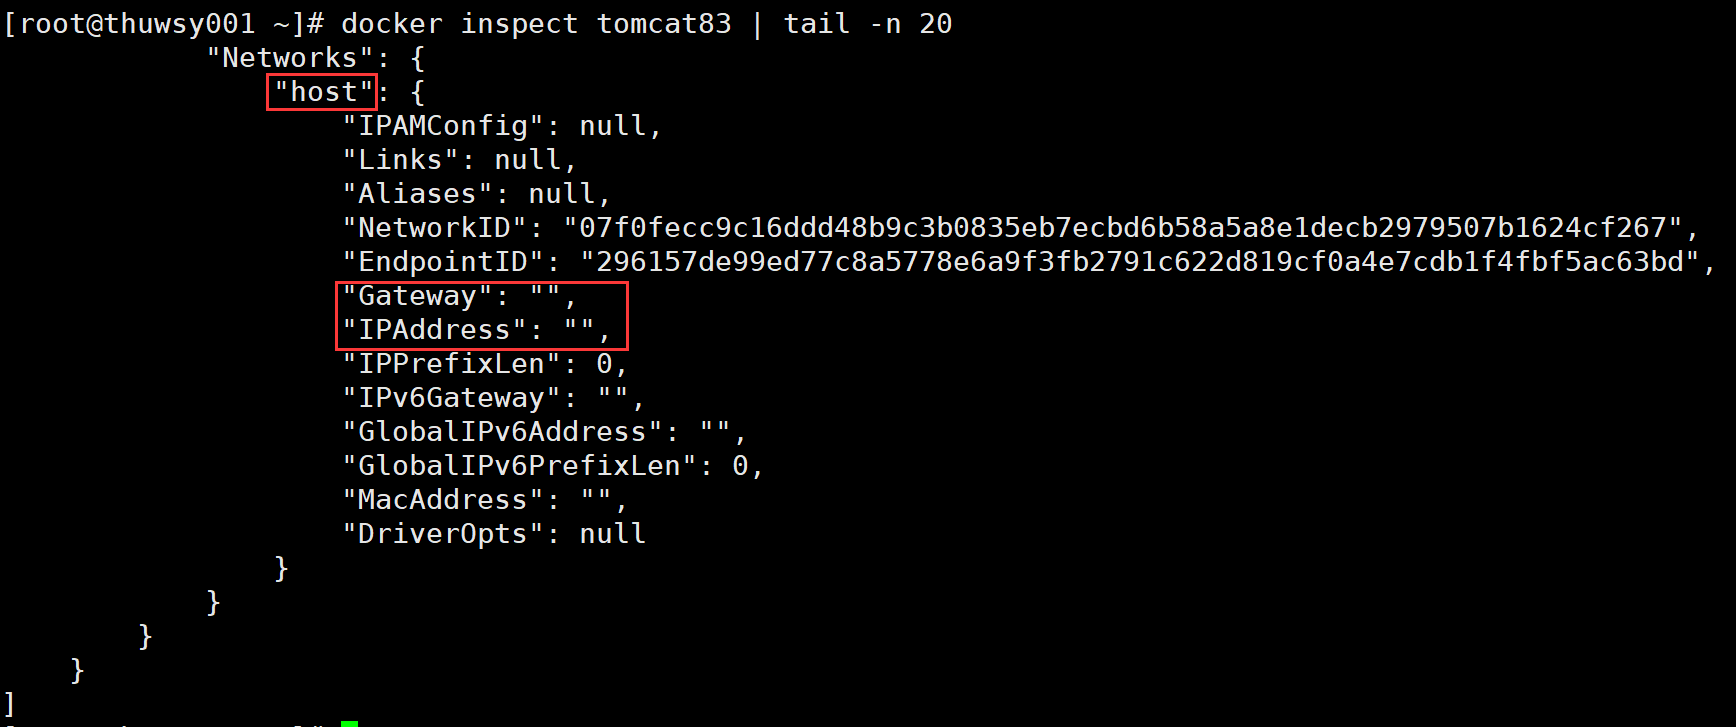 [root@thuwsy001 ~]# docker inspect tomcat83 | tail -n 20
            "Networks": {
                "host": {
                    "IPAMConfig": null,
                    "Links": null,
                    "Aliases": null,
                    "NetworkID": "07f0fecc9c16ddd48b9c3b0835eb7ecbd6b58a5a8e1decb2979507b1624cf267",
                    "EndpointID": "296157de99ed77c8a5778e6a9f3fb2791c622d819cf0a4e7cdb1f4fbf5ac63bd",
                    "Gateway": "",
                    "IPAddress": "",
                    "IPPrefixLen": 0,
                    "IPv6Gateway": "",
                    "GlobalIPv6Address": "",
                    "GlobalIPv6PrefixLen": 0,
                    "MacAddress": "",
                    "DriverOpts": null
                }
            }
        }
    }
]